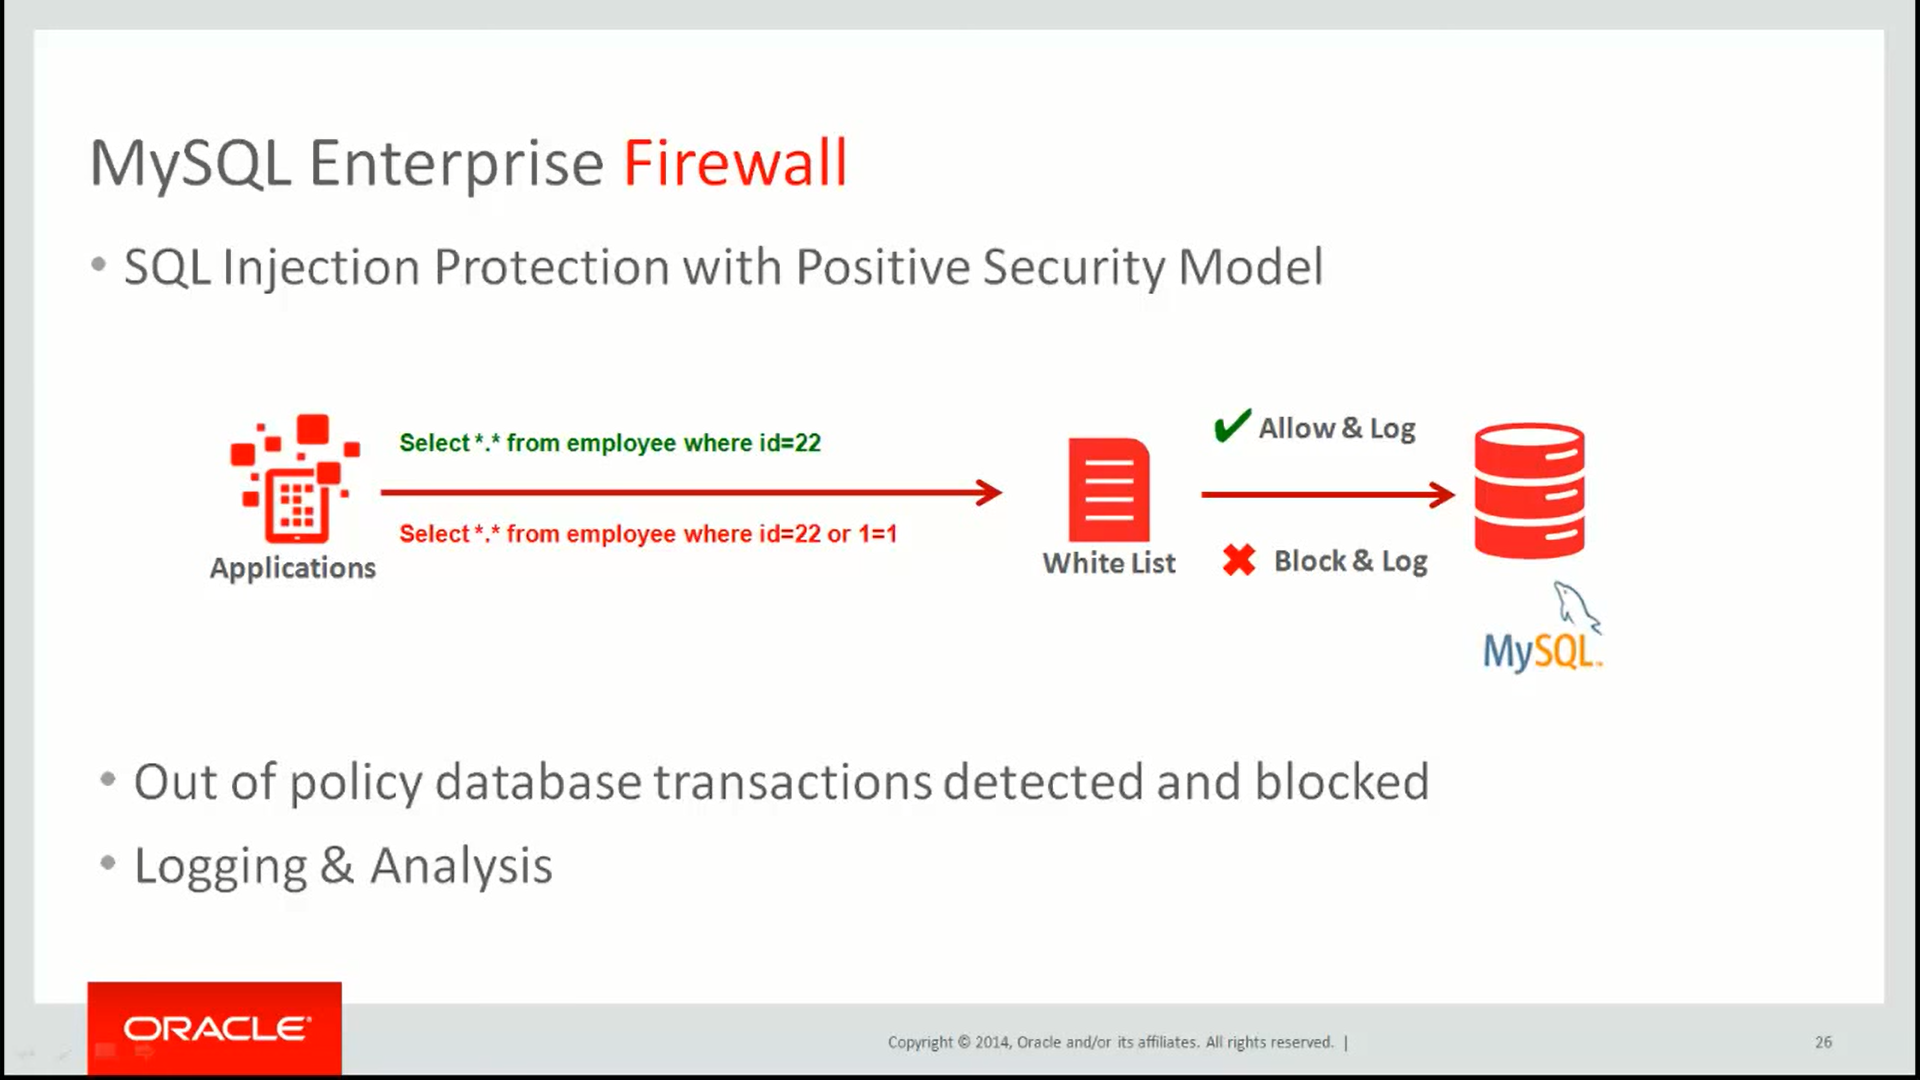 MySQL Enterprise Firewall
• SQL Injection Protection with Positive Security Model
Select *.* from employee where id=22
Select *.* from employee where id=22 or 1=1
Applications
White List
Allow & Log
Block & Log
MySQL™
• Out of policy database transactions detected and blocked
• Logging & Analysis
ORACLE®
Copyright © 2014, Oracle and/or its affiliates. All rights reserved. |
26